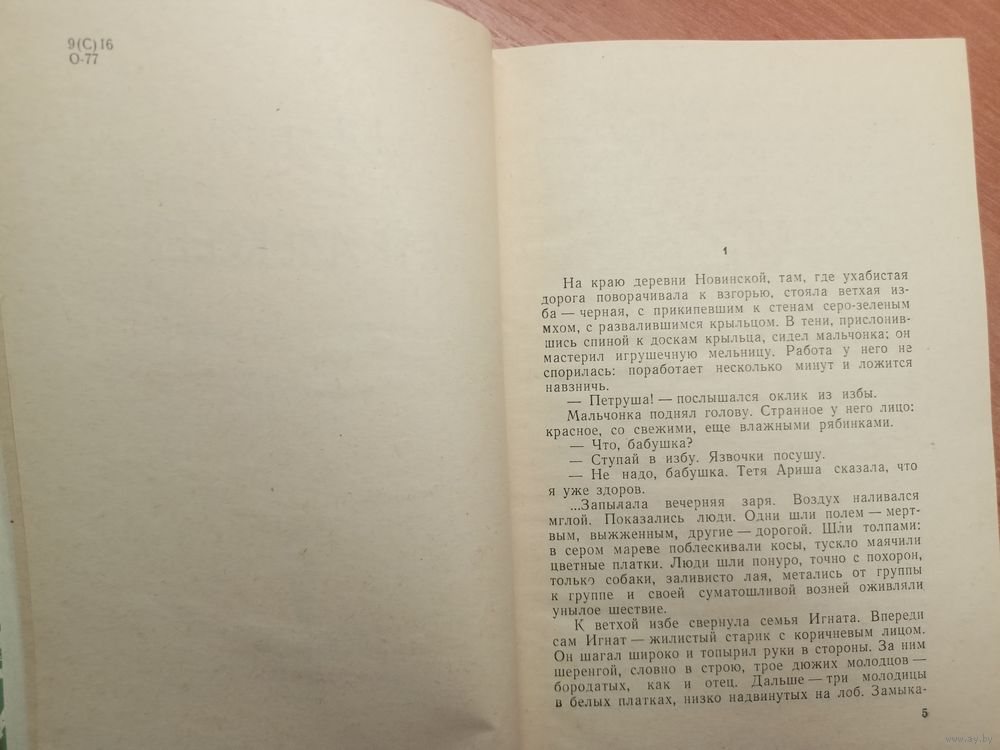 9(С)16
О-77
1
На краю деревни Новинской, там, где ухабистая
дорога поворачивала к взгорью, стояла ветхая из-
ба — черная, с прикипевшим к стенам серо-зеленым
мхом, с развалившимся крыльцом. В тени, прислонив-
шись спиной к доскам крыльца, сидел мальчонка; он
мастерил игрушечную мельницу. Работа у него не
спорилась: поработает несколько минут и ложится
навзничь.
— Петруша! — послышался оклик из избы.
Мальчонка поднял голову. Странное у него лицо:
красное, со свежими, еще влажными рябинками.
— Что, бабушка?
— Ступай в избу. Язвочки посушу.
— Не надо, бабушка. Тетя Ариша сказала, что
я уже здоров.
...Запылала вечерняя заря. Воздух наливался
мглой. Показались люди. Одни шли полем — мерт-
вым, выжженным, другие — дорогой. Шли толпами:
в сером мареве поблескивали косы, тускло маячили
цветные платки. Люди шли понуро, точно с похорон,
только собаки, заливисто лая, метались от группы
к группе и своей суматошливой возней оживляли
унылое шествие.
К ветхой избе свернула семья Игната. Впереди
сам Игнат — жилистый старик с коричневым лицом.
Он шагал широко и топырил руки в стороны. За ним
шеренгой, словно в строю, трое дюжих молодцов —
бородатых, как и отец. Дальше — три молодицы
в белых платках, низко надвинутых на лоб. Замыка-
5
www.ay.by